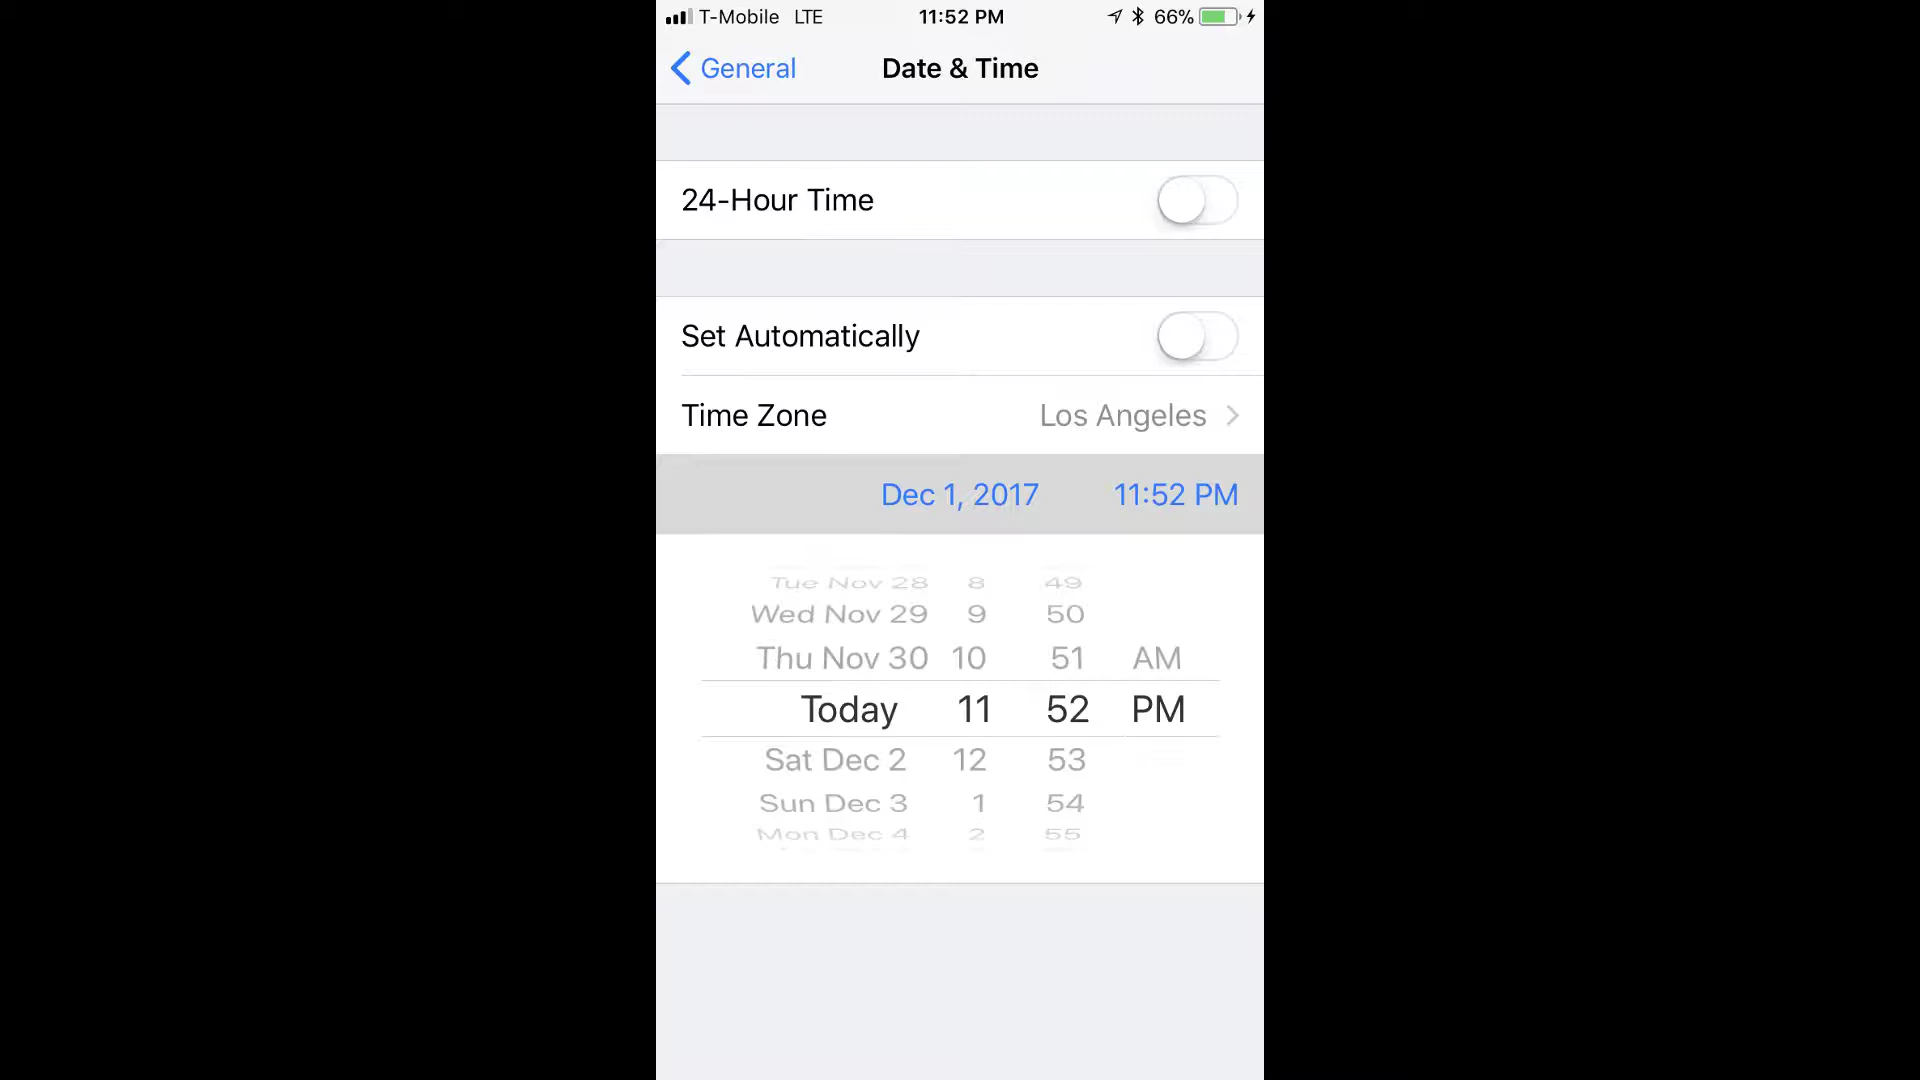 T-Mobile LTE 11:52 PM 66%
General Date & Time
24-Hour Time
Set Automatically
Time Zone Los Angeles
Dec 1, 2017 11:52 PM
Tue Nov 28 8 49
Wed Nov 29 9 50
Thu Nov 30 10 51 AM
Today 11 52 PM
Sat Dec 2 12 53
Sun Dec 3 1 54
Mon Dec 4 2 55